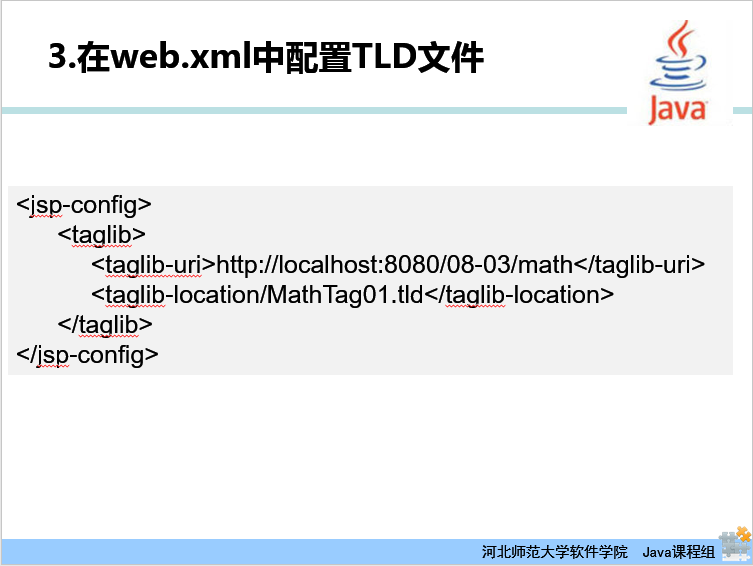 3.在web.xml中配置TLD文件
Java
<jsp-config>
<taglib>
<taglib-uri>http://localhost:8080/08-03/math</taglib-uri>
<taglib-location/MathTag01.tld</taglib-location>
</taglib>
</jsp-config>
河北师范大学软件学院 Java课程组